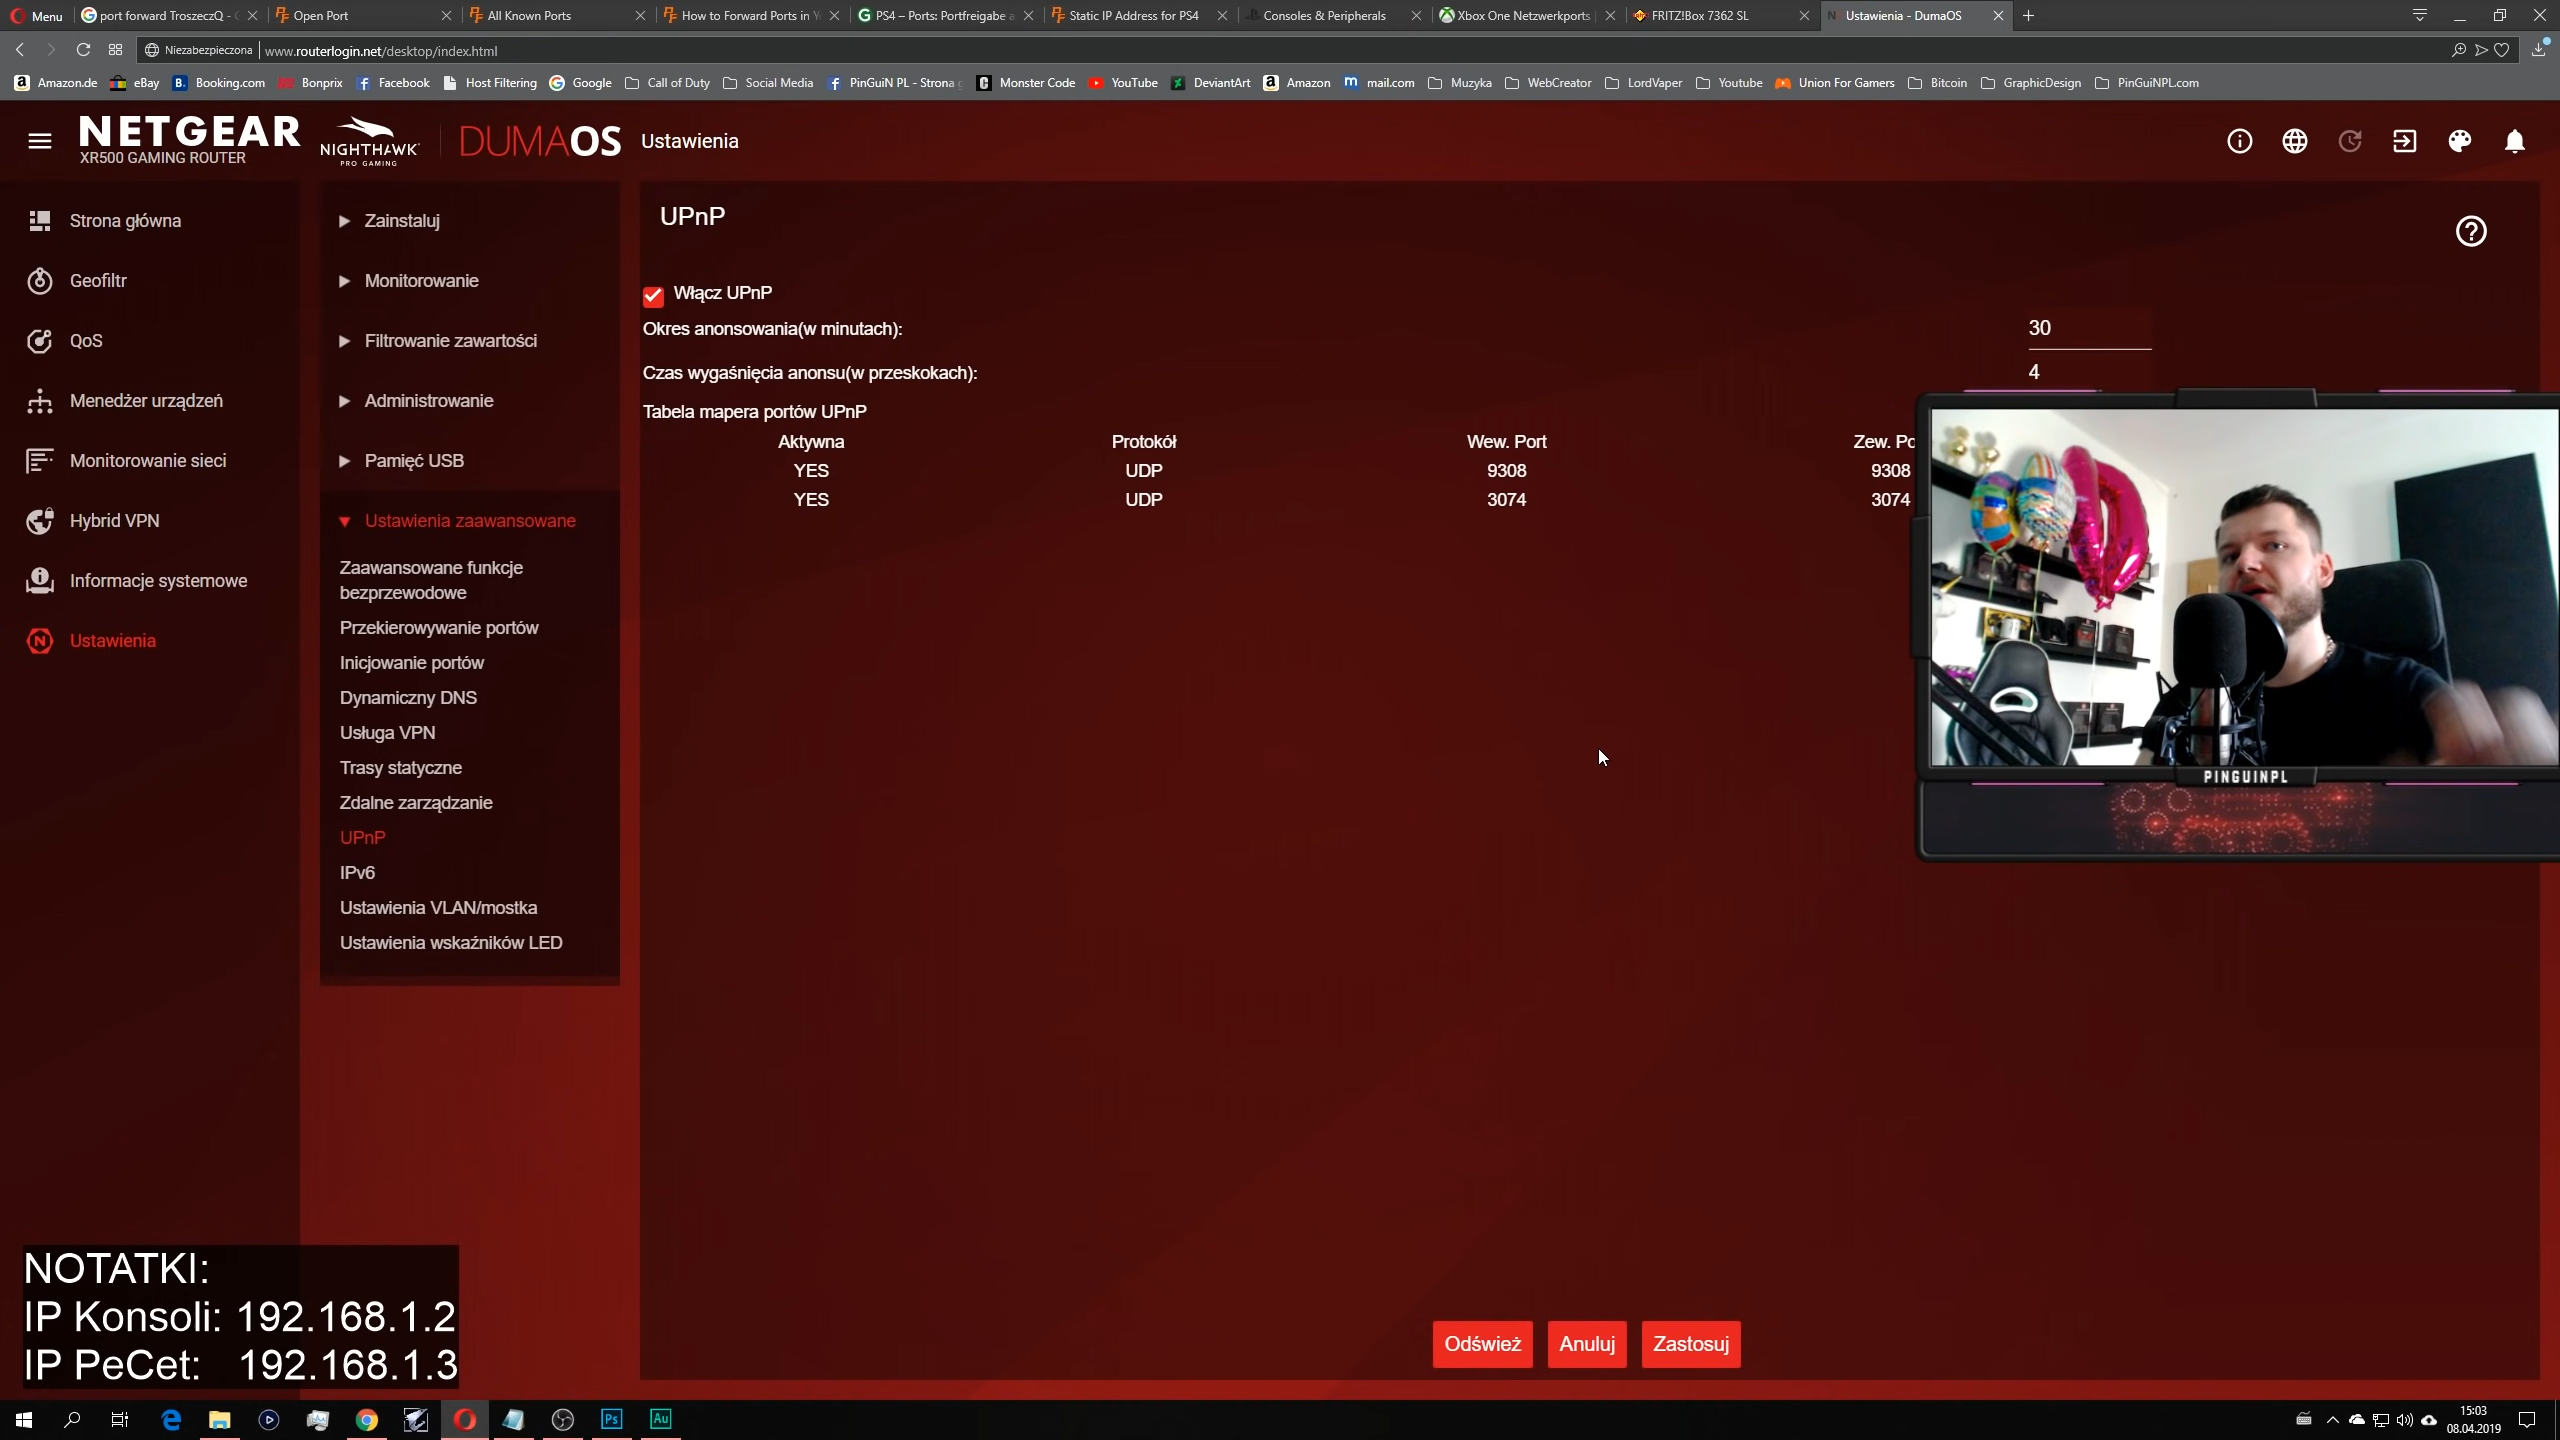 Menu
port forward TroszeczQ -
Open Port
All Known Ports
How to Forward Ports in Y
PS4 – Ports: Portfreigabe a
Static IP Address for PS4
Consoles & Peripherals
Xbox One Netzwerkports
FRITZ!Box 7362 SL
Ustawienia - DumaOS
Niezabezpieczona
www.routerlogin.net/desktop/index.html
Amazon.de
eBay
Booking.com
Bonprix
Facebook
Host Filtering
Google
Call of Duty
Social Media
PinGuiN PL - Strona g
Monster Code
YouTube
DeviantArt
Amazon
mail.com
Muzyka
WebCreator
LordVaper
Youtube
Union For Gamers
Bitcoin
GraphicDesign
PinGuiNPL.com
NETGEAR
XR500 GAMING ROUTER
NIGHTHAWK
PRO GAMING
DUMAOS
Ustawienia
Strona główna
Geofiltr
QoS
Menedżer urządzeń
Monitorowanie sieci
Hybrid VPN
Informacje systemowe
Ustawienia
Zainstaluj
Monitorowanie
Filtrowanie zawartości
Administrowanie
Pamięć USB
Ustawienia zaawansowane
Zaawansowane funkcje
bezprzewodowe
Przekierowywanie portów
Inicjowanie portów
Dynamiczny DNS
Usługa VPN
Trasy statyczne
Zdalne zarządzanie
UPnP
IPv6
Ustawienia VLAN/mostka
Ustawienia wskaźników LED
UPnP
Włącz UPnP
Okres anonsowania(w minutach):
30
Czas wygaśnięcia anonsu(w przeskokach):
4
Tabela mapera portów UPnP
Aktywna Protokół Wew. Port Zew. Po
YES UDP 9308 9308
YES UDP 3074 3074
PINGUINPL
Odśwież
Anuluj
Zastosuj
NOTATKI:
IP Konsoli: 192.168.1.2
IP PeCet: 192.168.1.3
Ps
Au
15:03
08.04.2019